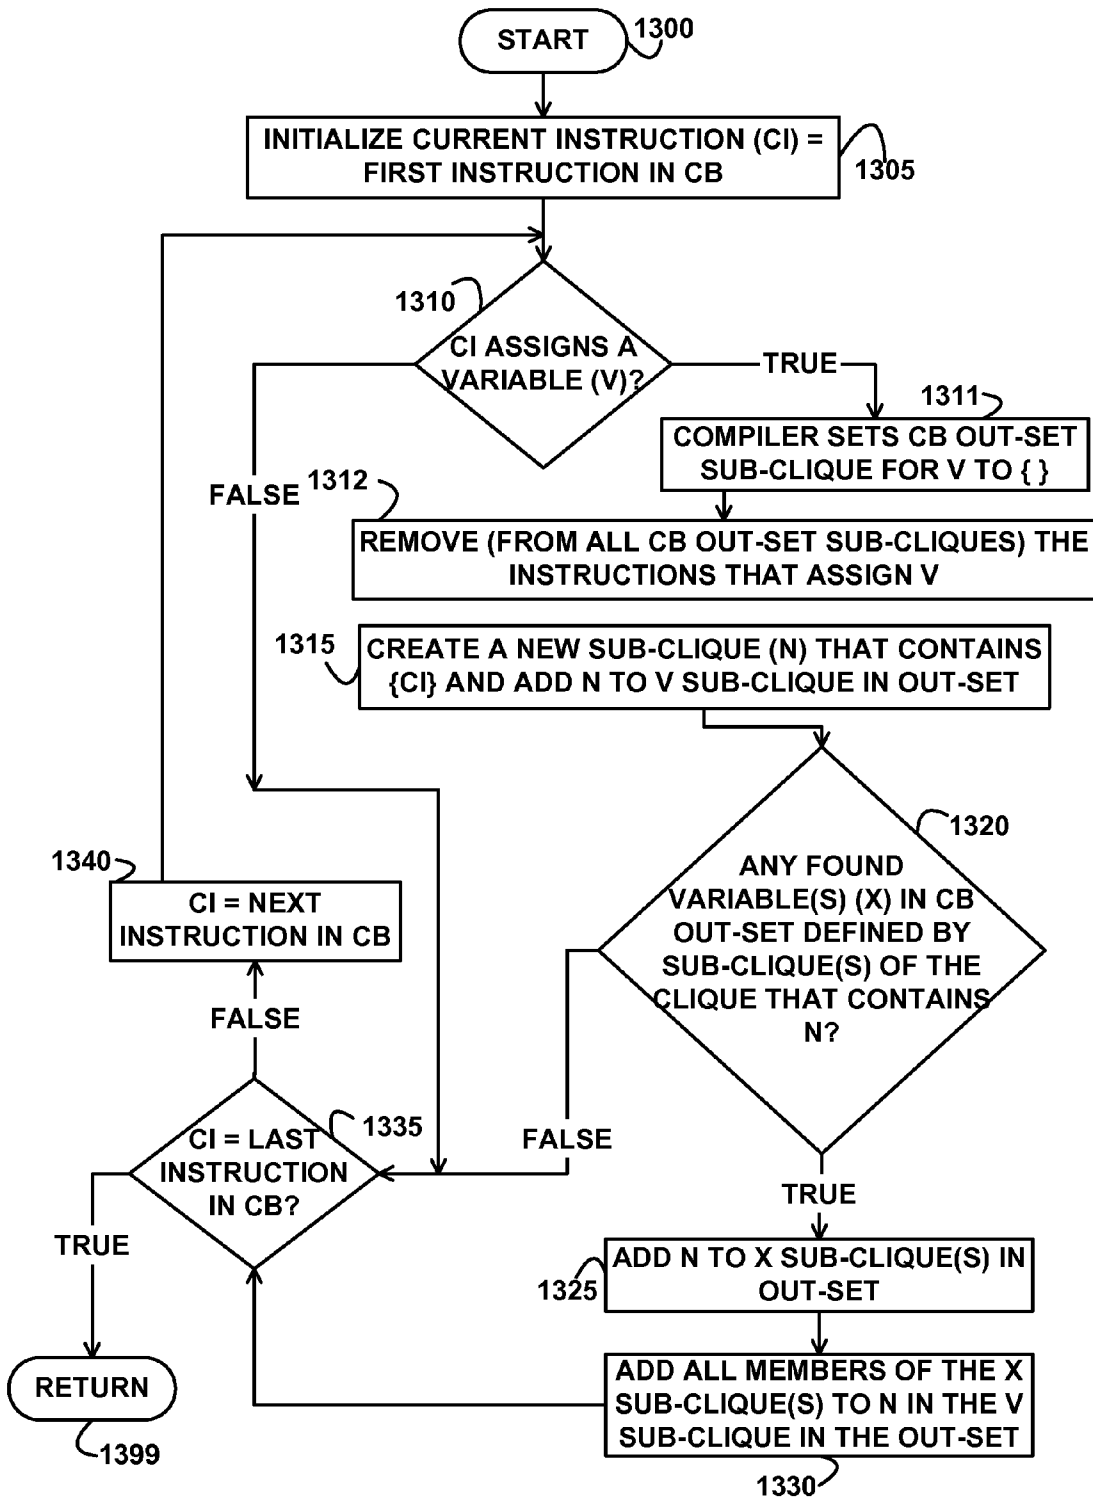 START
1300
INITIALIZE CURRENT INSTRUCTION (CI) =
FIRST INSTRUCTION IN CB
1305
1310
CI ASSIGNS A
VARIABLE (V)?
TRUE
1311
COMPILER SETS CB OUT-SET
SUB-CLIQUE FOR V TO { }
FALSE
1312
REMOVE (FROM ALL CB OUT-SET SUB-CLIQUES) THE
INSTRUCTIONS THAT ASSIGN V
1315
CREATE A NEW SUB-CLIQUE (N) THAT CONTAINS
{CI} AND ADD N TO V SUB-CLIQUE IN OUT-SET
1320
ANY FOUND
VARIABLE(S) (X) IN CB
OUT-SET DEFINED BY
SUB-CLIQUE(S) OF THE
CLIQUE THAT CONTAINS
N?
1340
CI = NEXT
INSTRUCTION IN CB
FALSE
1335
CI = LAST
INSTRUCTION
IN CB?
FALSE
TRUE
TRUE
1325
ADD N TO X SUB-CLIQUE(S) IN
OUT-SET
ADD ALL MEMBERS OF THE X
SUB-CLIQUE(S) TO N IN THE V
SUB-CLIQUE IN THE OUT-SET
1330
RETURN
1399